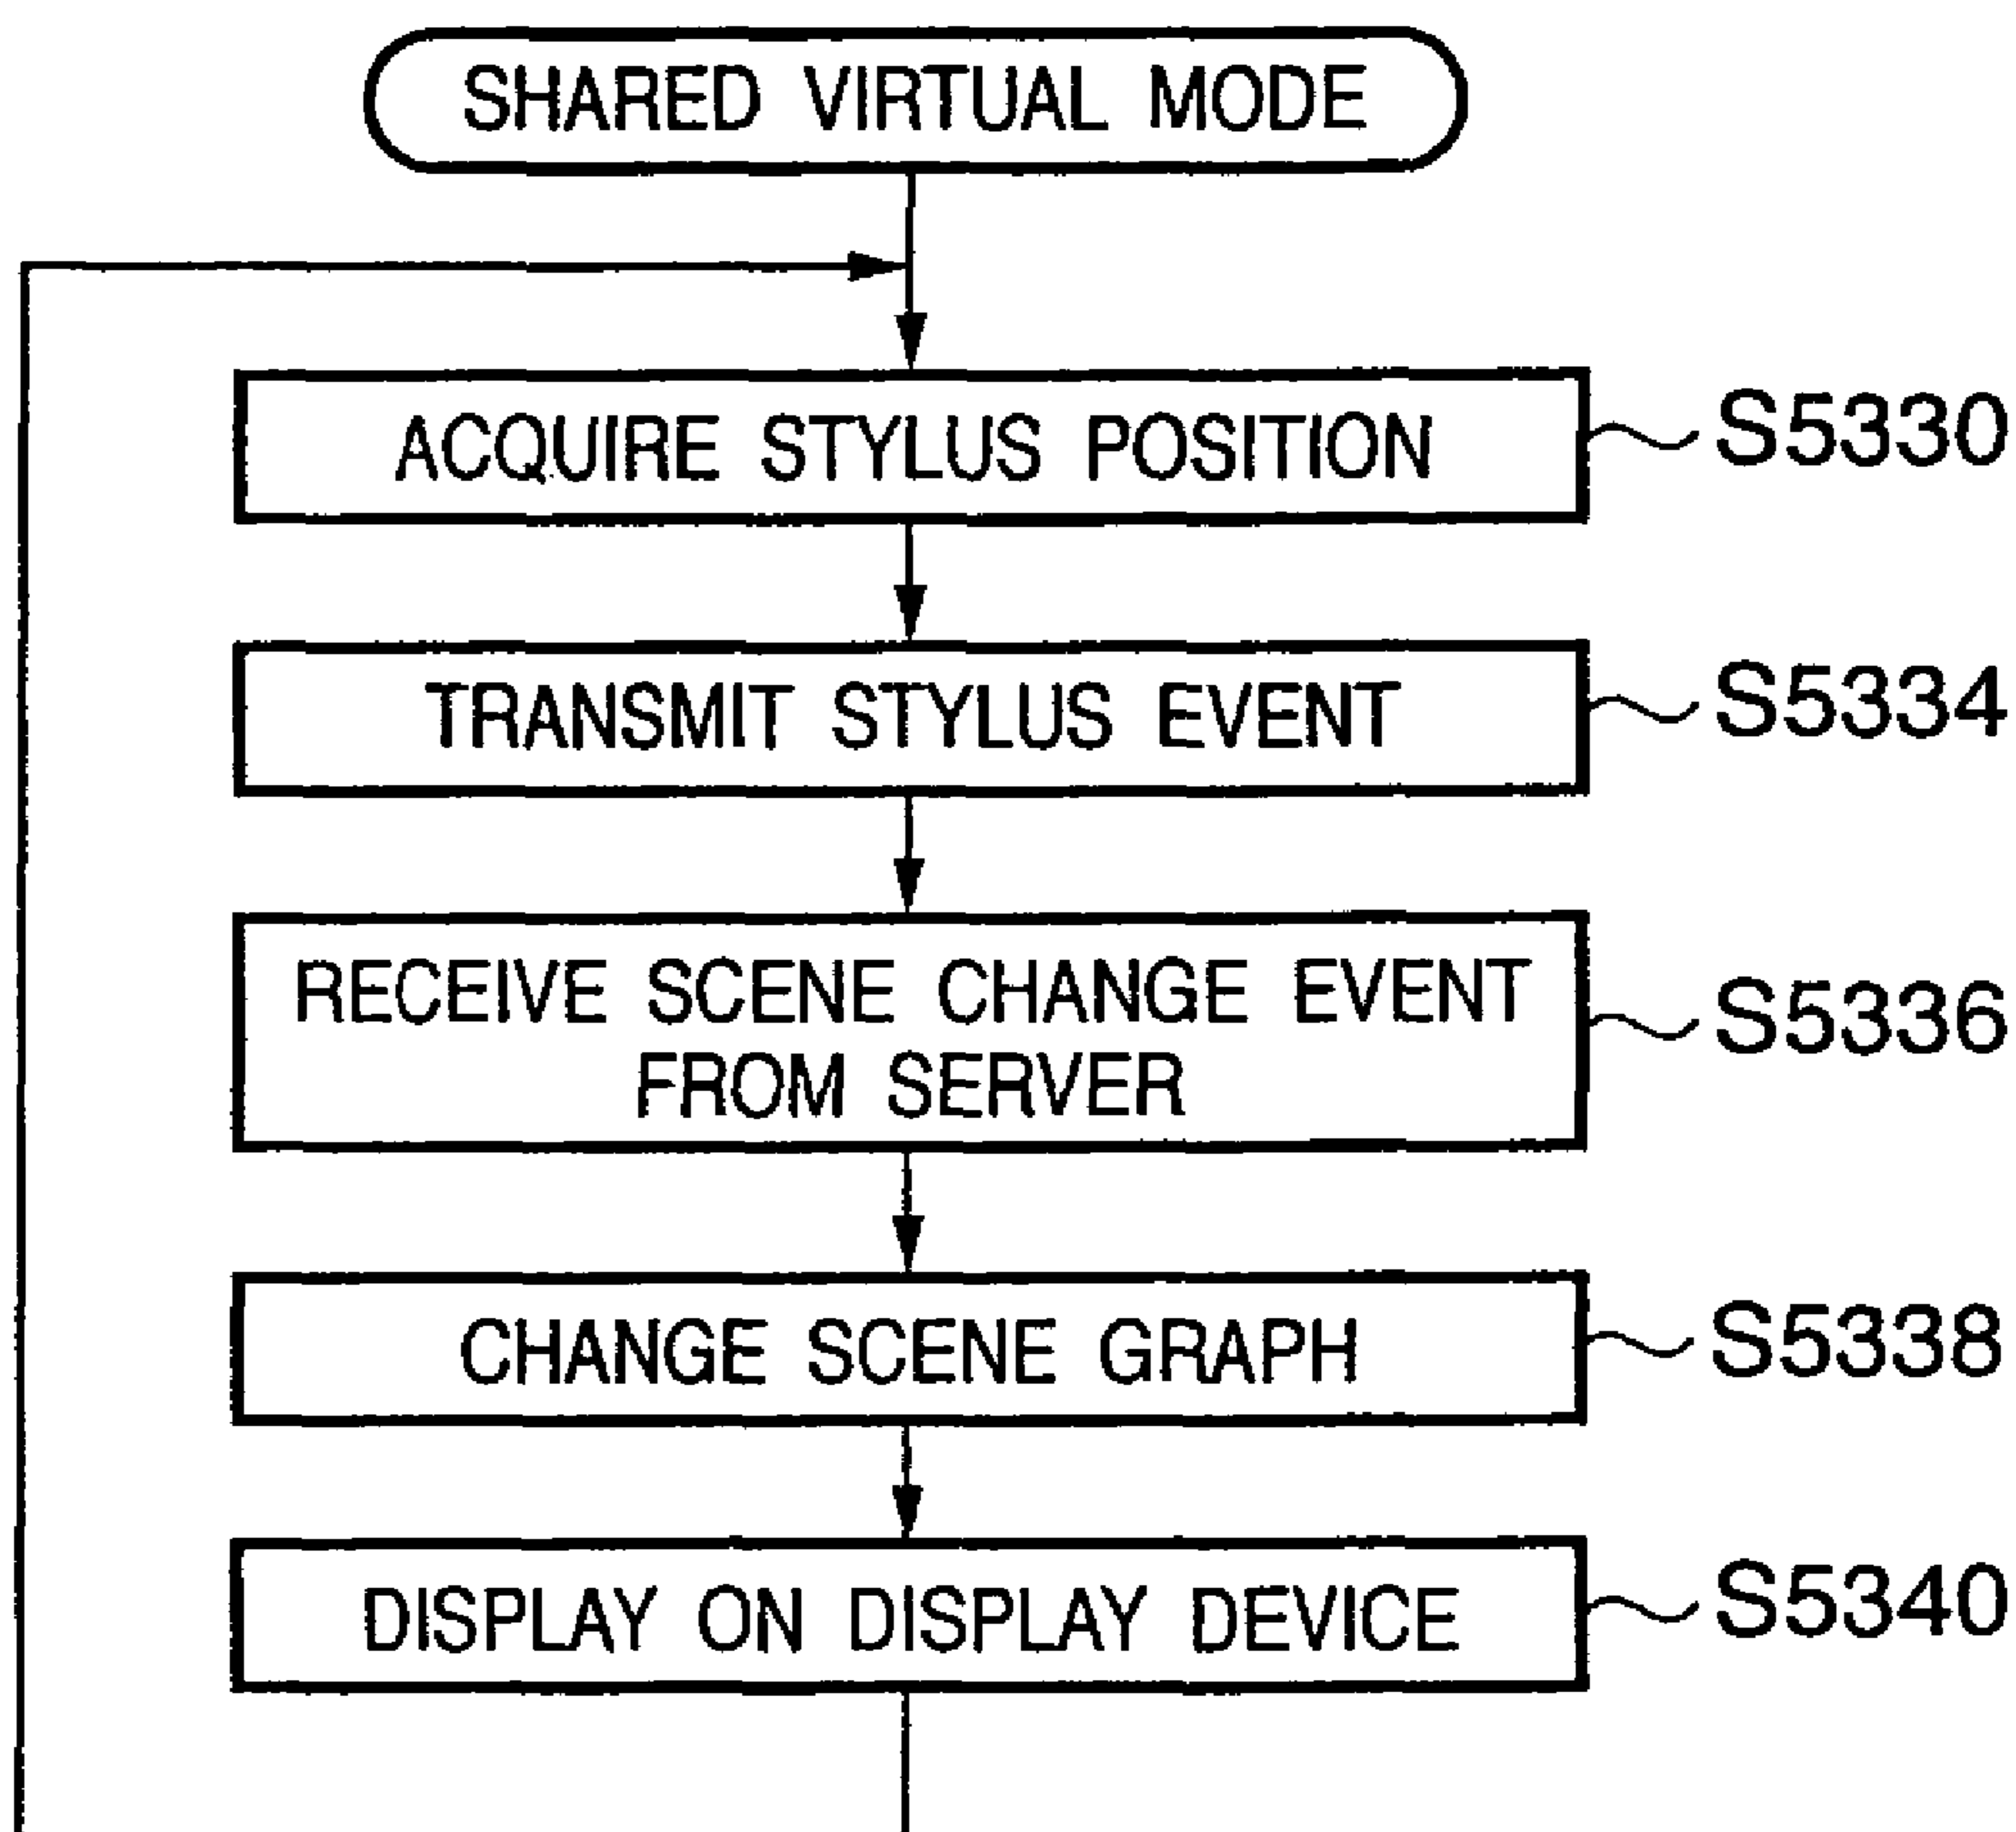 SHARED VIRTUAL MODE
ACQUIRE STYLUS POSITION
S5330
TRANSMIT STYLUS EVENT
S5334
RECEIVE SCENE CHANGE EVENT
FROM SERVER
S5336
CHANGE SCENE GRAPH
S5338
DISPLAY ON DISPLAY DEVICE
S5340